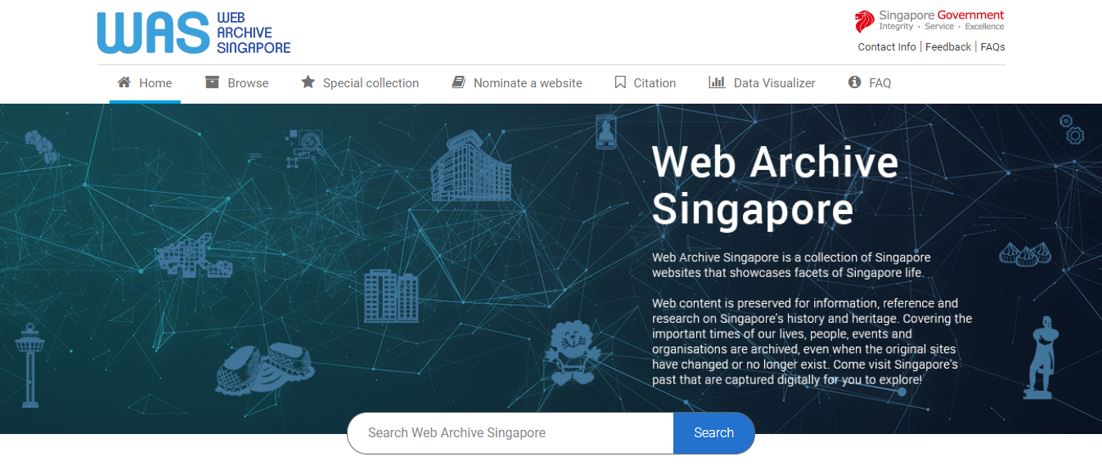 WAS WEB
ARCHIVE
SINGAPORE
Singapore Government
Integrity · Service · Excellence
Contact Info | Feedback | FAQs
Home Browse Special collection Nominate a website Citation Data Visualizer FAQ
Web Archive
Singapore
Web Archive Singapore is a collection of Singapore
websites that showcases facets of Singapore life.
Web content is preserved for information, reference and
research on Singapore's history and heritage. Covering the
important times of our lives, people, events and
organisations are archived, even when the original sites
have changed or no longer exist. Come visit Singapore's
past that are captured digitally for you to explore!
Search Web Archive Singapore Search